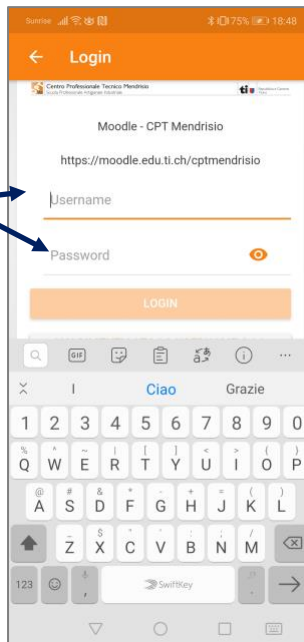 Sunrise 75% 18:48
Login
Centro Professionale Tecnico Mendrisio
ti
Moodle - CPT Mendrisio
https://moodle.edu.ti.ch/cptmendrisio
Username
Password
LOGIN
GIF
I Ciao Grazie
1 2 3 4 5 6 7 8 9 0
% ^ ~ | [ ] < > { }
Q W E R T Y U I O P
@ # & * - + = ( )
A S D F G H J K L
$ " ' : ; /
Z X C V B N M
123 , SwiftKey .